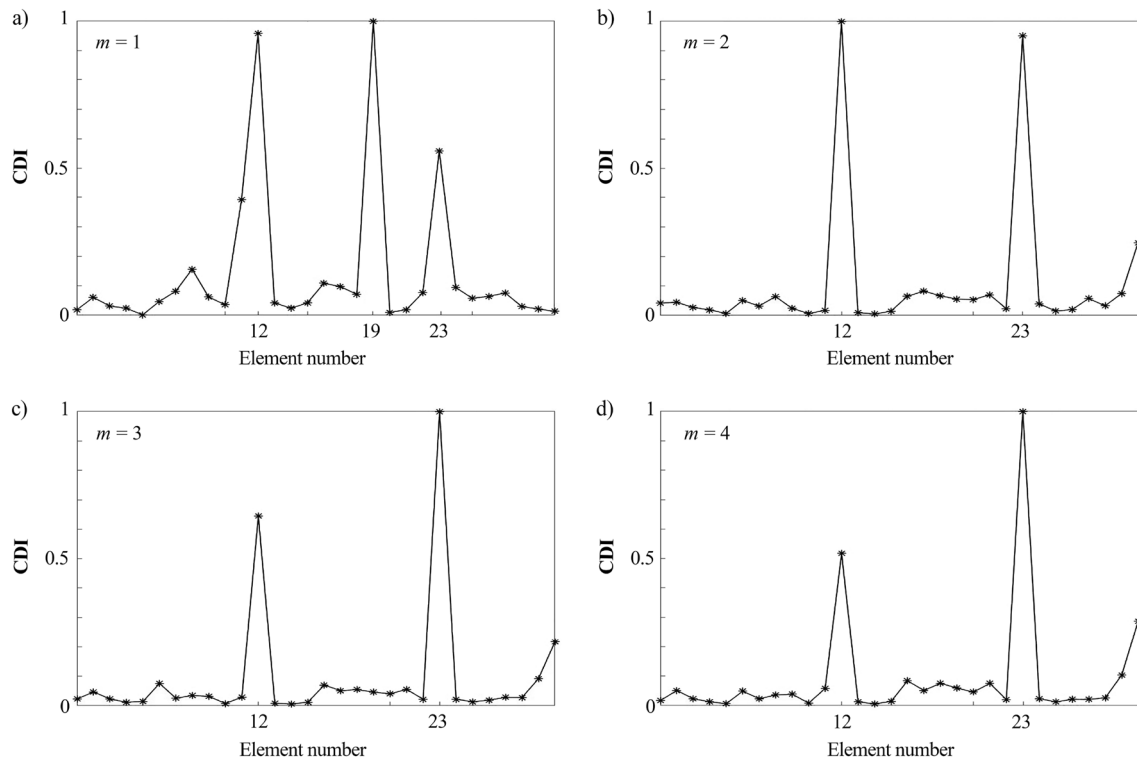 a)
m = 1
1
0.5
0
CDI
12 19 23
Element number
b)
m = 2
1
0.5
0
CDI
12 23
Element number
c)
m = 3
1
0.5
0
CDI
12 23
Element number
d)
m = 4
1
0.5
0
CDI
12 23
Element number